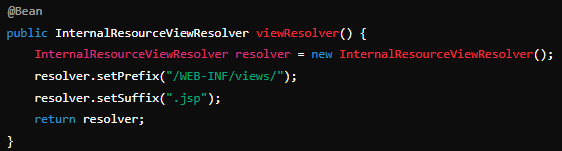 @Bean
public InternalResourceViewResolver viewResolver() {
    InternalResourceViewResolver resolver = new InternalResourceViewResolver();
    resolver.setPrefix("/WEB-INF/views/");
    resolver.setSuffix(".jsp");
    return resolver;
}